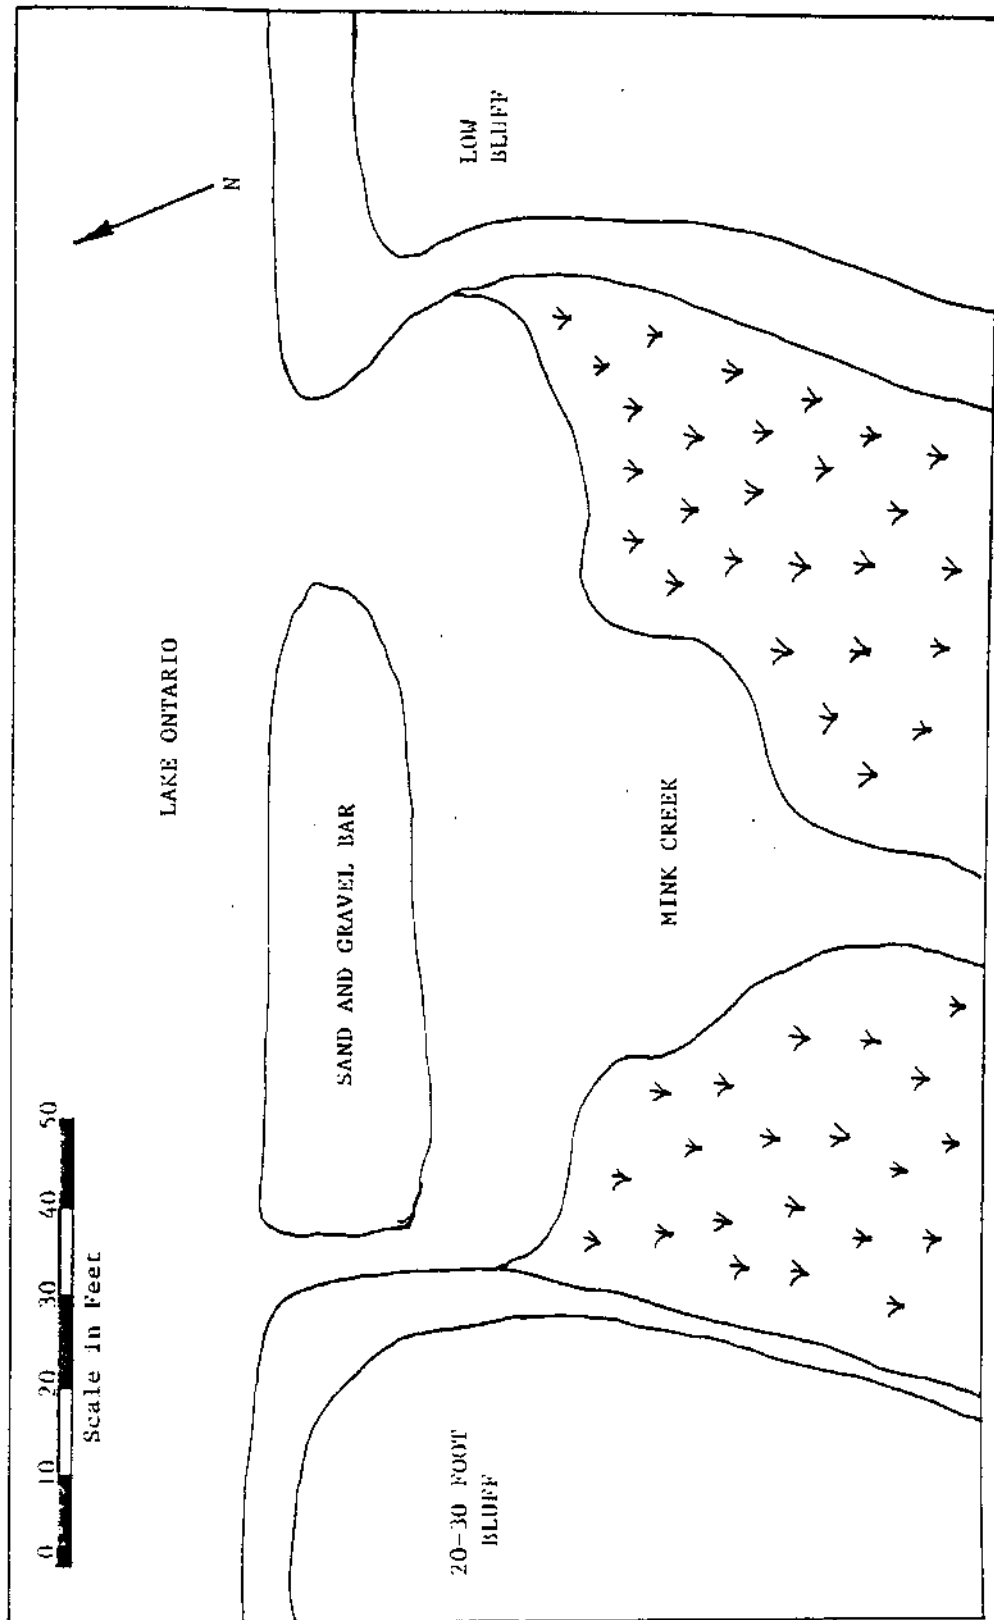 LAKE ONTARIO
N
LOW
BLUFF
SAND AND GRAVEL BAR
MINK CREEK
20-30 FOOT
BLUFF
0 10 20 30 40 50
Scale in Feet